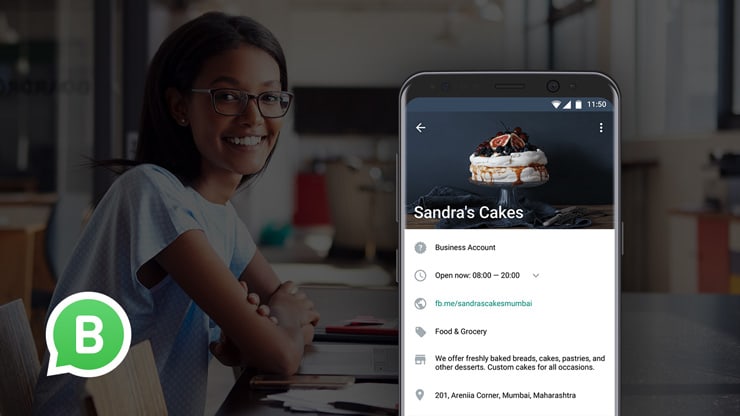 11:50
Sandra's Cakes
Business Account
Open now: 08:00 — 20:00
fb.me/sandrascakesmumbai
Food & Grocery
We offer freshly baked breads, cakes, pastries, and
other desserts. Custom cakes for all occasions.
201, Areniia Corner, Mumbai, Maharashtra
B